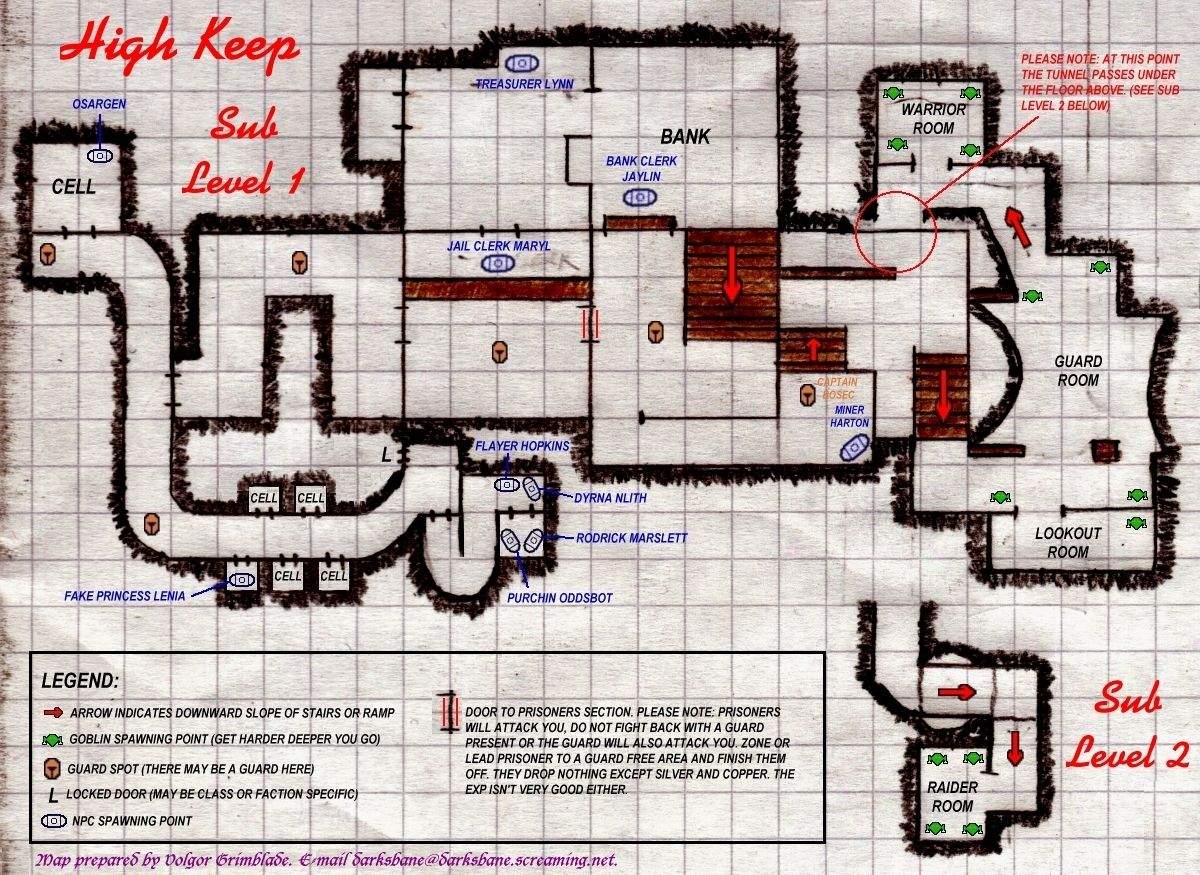 High Keep
Sub
Level 1
OSARGEN
CELL
TREASURER LYNN
BANK
BANK CLERK
JAYLIN
JAIL CLERK MARYL
PLEASE NOTE: AT THIS POINT
THE TUNNEL PASSES UNDER
THE FLOOR ABOVE. (SEE SUB
LEVEL 2 BELOW)
WARRIOR
ROOM
GUARD
ROOM
CAPTAIN
BOSEC
MINER
HARTON
L
FLAYER HOPKINS
DYRNA NLITH
CELL
CELL
RODRICK MARSLETT
LOOKOUT
ROOM
CELL
CELL
FAKE PRINCESS LENIA
PURCHIN ODDSBOT
LEGEND:
ARROW INDICATES DOWNWARD SLOPE OF STAIRS OR RAMP
GOBLIN SPAWNING POINT (GET HARDER DEEPER YOU GO)
GUARD SPOT (THERE MAY BE A GUARD HERE)
L LOCKED DOOR (MAY BE CLASS OR FACTION SPECIFIC)
NPC SPAWNING POINT
DOOR TO PRISONERS SECTION. PLEASE NOTE: PRISONERS
WILL ATTACK YOU, DO NOT FIGHT BACK WITH A GUARD
PRESENT OR THE GUARD WILL ALSO ATTACK YOU. ZONE OR
LEAD PRISONER TO A GUARD FREE AREA AND FINISH THEM
OFF. THEY DROP NOTHING EXCEPT SILVER AND COPPER. THE
EXP ISN'T VERY GOOD EITHER.
Sub
Level 2
RAIDER
ROOM
Map prepared by Volgor Grimblade. E-mail darksbane@darksbane.screaming.net.